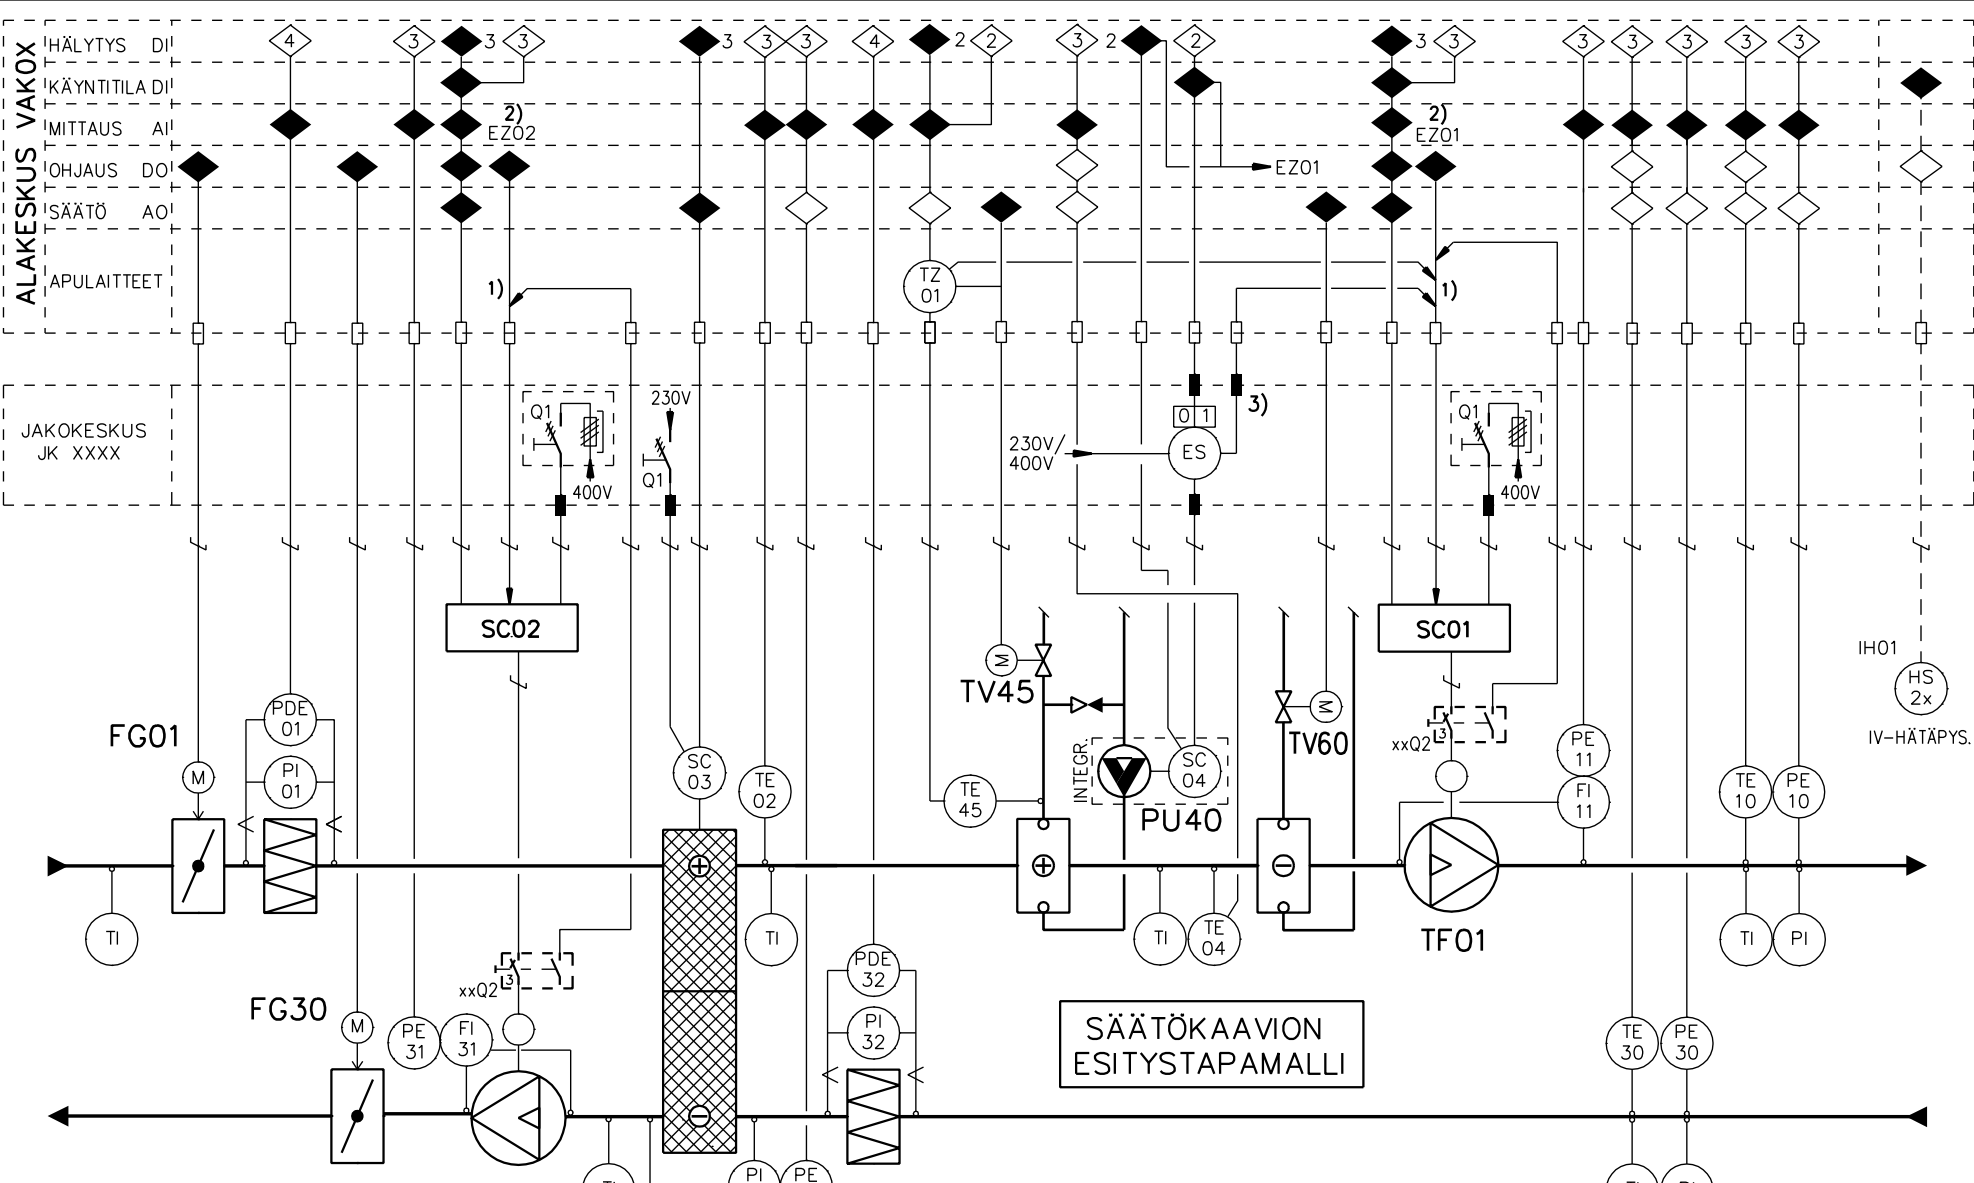 ALAKESKUS VAKOX
HÄLYTYS DI 4 3 3 3 3 3 3 4 2 2 3 2 2 3 3 3 3 3 3 3
KÄYNTITILA DI
MITTAUS AI 2) 2)
EZ02 EZ01
OHJAUS DO EZ01
SÄÄTÖ AO
APULAITTEET
TZ
01
1) 1)
JAKOKESKUS
JK XXXX
Q1
400V
230V
Q1
230V/
400V
0 1
ES
3)
Q1
400V
SC02
SC01
IH01
HS
2x
IV-HÄTÄPYS.
M
TV45
M
TV60
FG01
M
PDE
01
PI
01
SC
03
TE
02
TE
45
INTEGR.
SC
04
PU40
xxQ2
3
PE
11
FI
11
TE
10
PE
10
TI
TI
TI
TE
04
TF01
TI
PI
xxQ2
3
PDE
32
PI
32
FG30
M
PE
31
FI
31
SÄÄTÖKAAVION
ESITYSTAPAMALLI
TE
30
PE
30
PI
PE